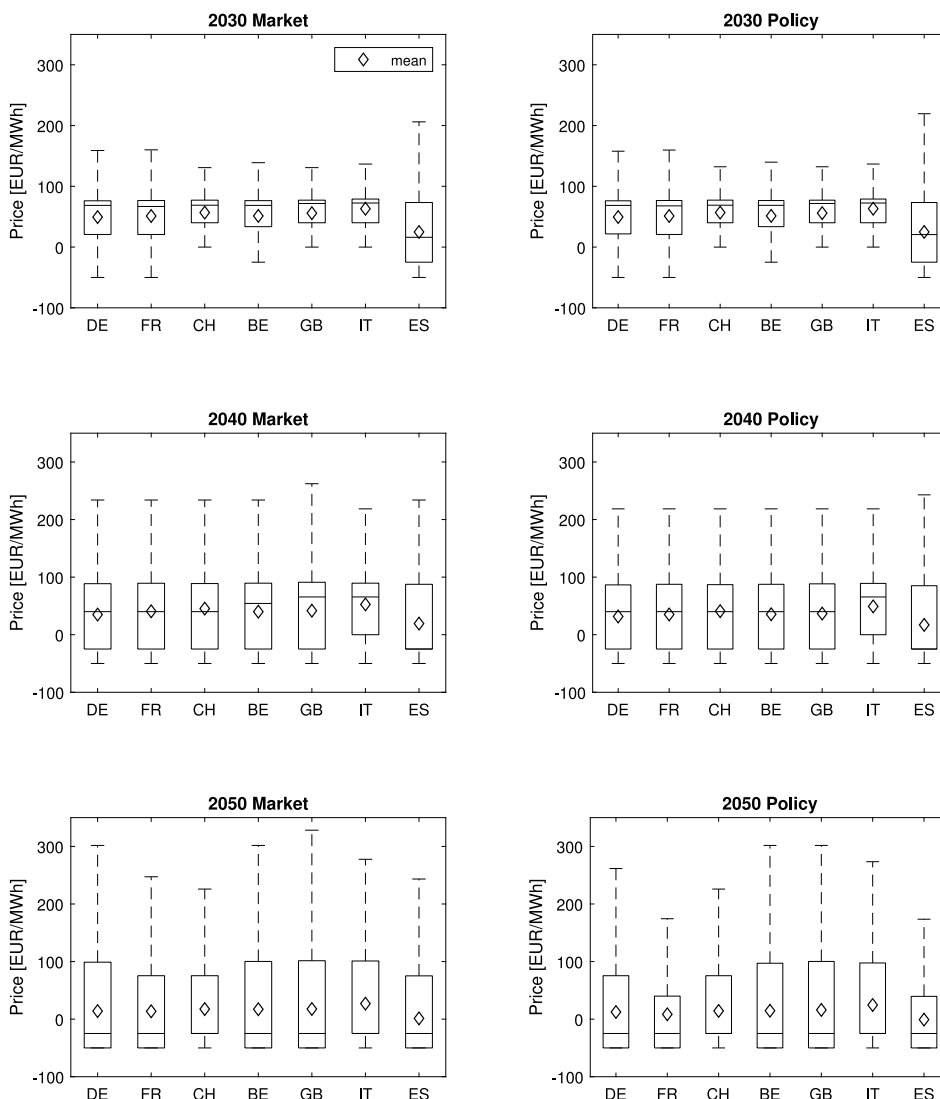 2030 Market
Price [EUR/MWh]
300
200
100
0
-100
mean
DE FR CH BE GB IT ES
2030 Policy
Price [EUR/MWh]
300
200
100
0
-100
DE FR CH BE GB IT ES
2040 Market
Price [EUR/MWh]
300
200
100
0
-100
DE FR CH BE GB IT ES
2040 Policy
Price [EUR/MWh]
300
200
100
0
-100
DE FR CH BE GB IT ES
2050 Market
Price [EUR/MWh]
300
200
100
0
-100
DE FR CH BE GB IT ES
2050 Policy
Price [EUR/MWh]
300
200
100
0
-100
DE FR CH BE GB IT ES